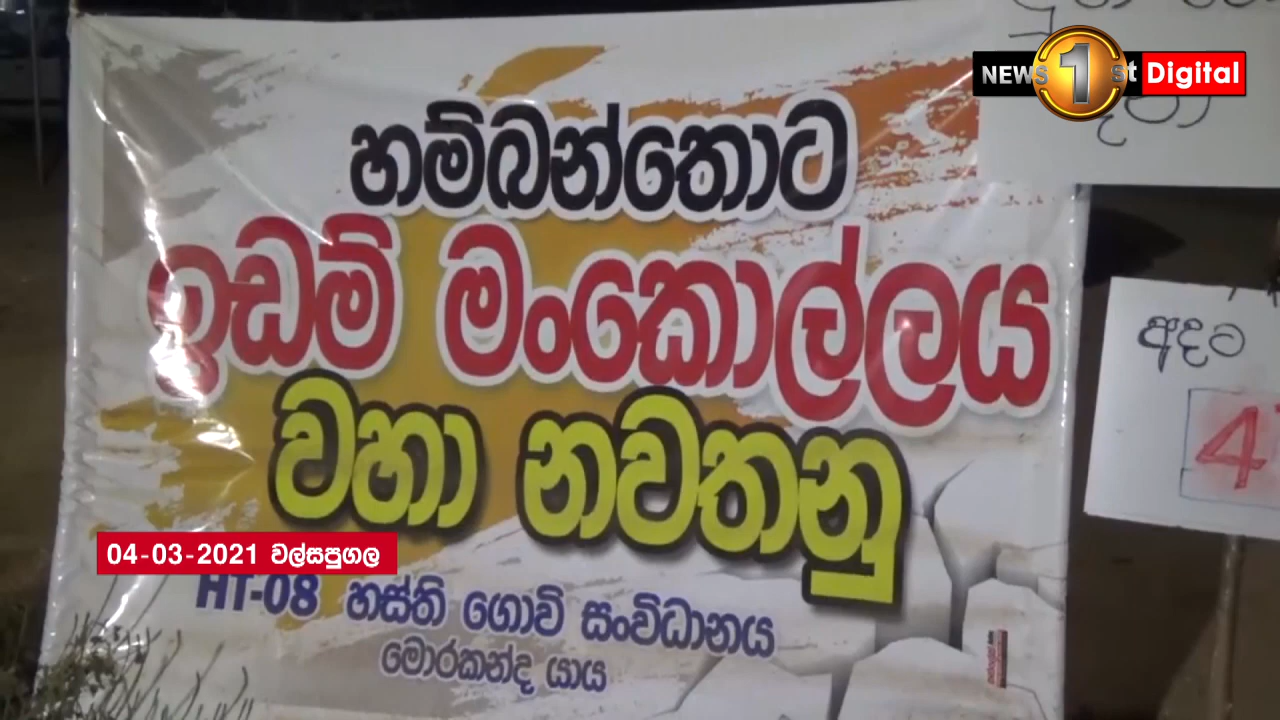 NEWS 1st Digital
හම්බන්තොට
ඉඩම් මංකොල්ලය
වහා නවතනු
අදට
4
04-03-2021 වල්සපුගල
HT-08 හස්ති ගොවි සංවිධානය
මොරකන්ද යාය